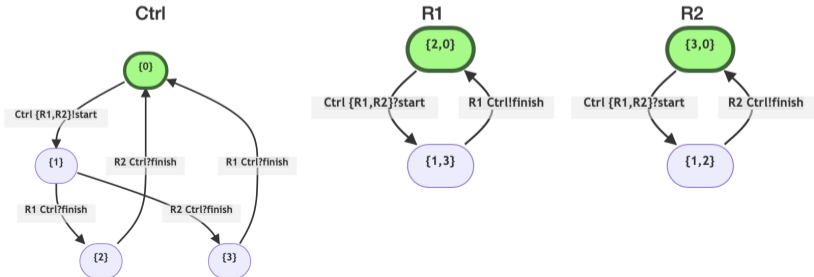 Ctrl
R1
R2
{0}
{2,0}
{3,0}
Ctrl {R1,R2}!start
Ctrl {R1,R2}?start
R1 Ctrl!finish
Ctrl {R1,R2}?start
R2 Ctrl!finish
{1}
R2 Ctrl?finish
R1 Ctrl?finish
{1,3}
{1,2}
R1 Ctrl?finish
R2 Ctrl?finish
{2}
{3}